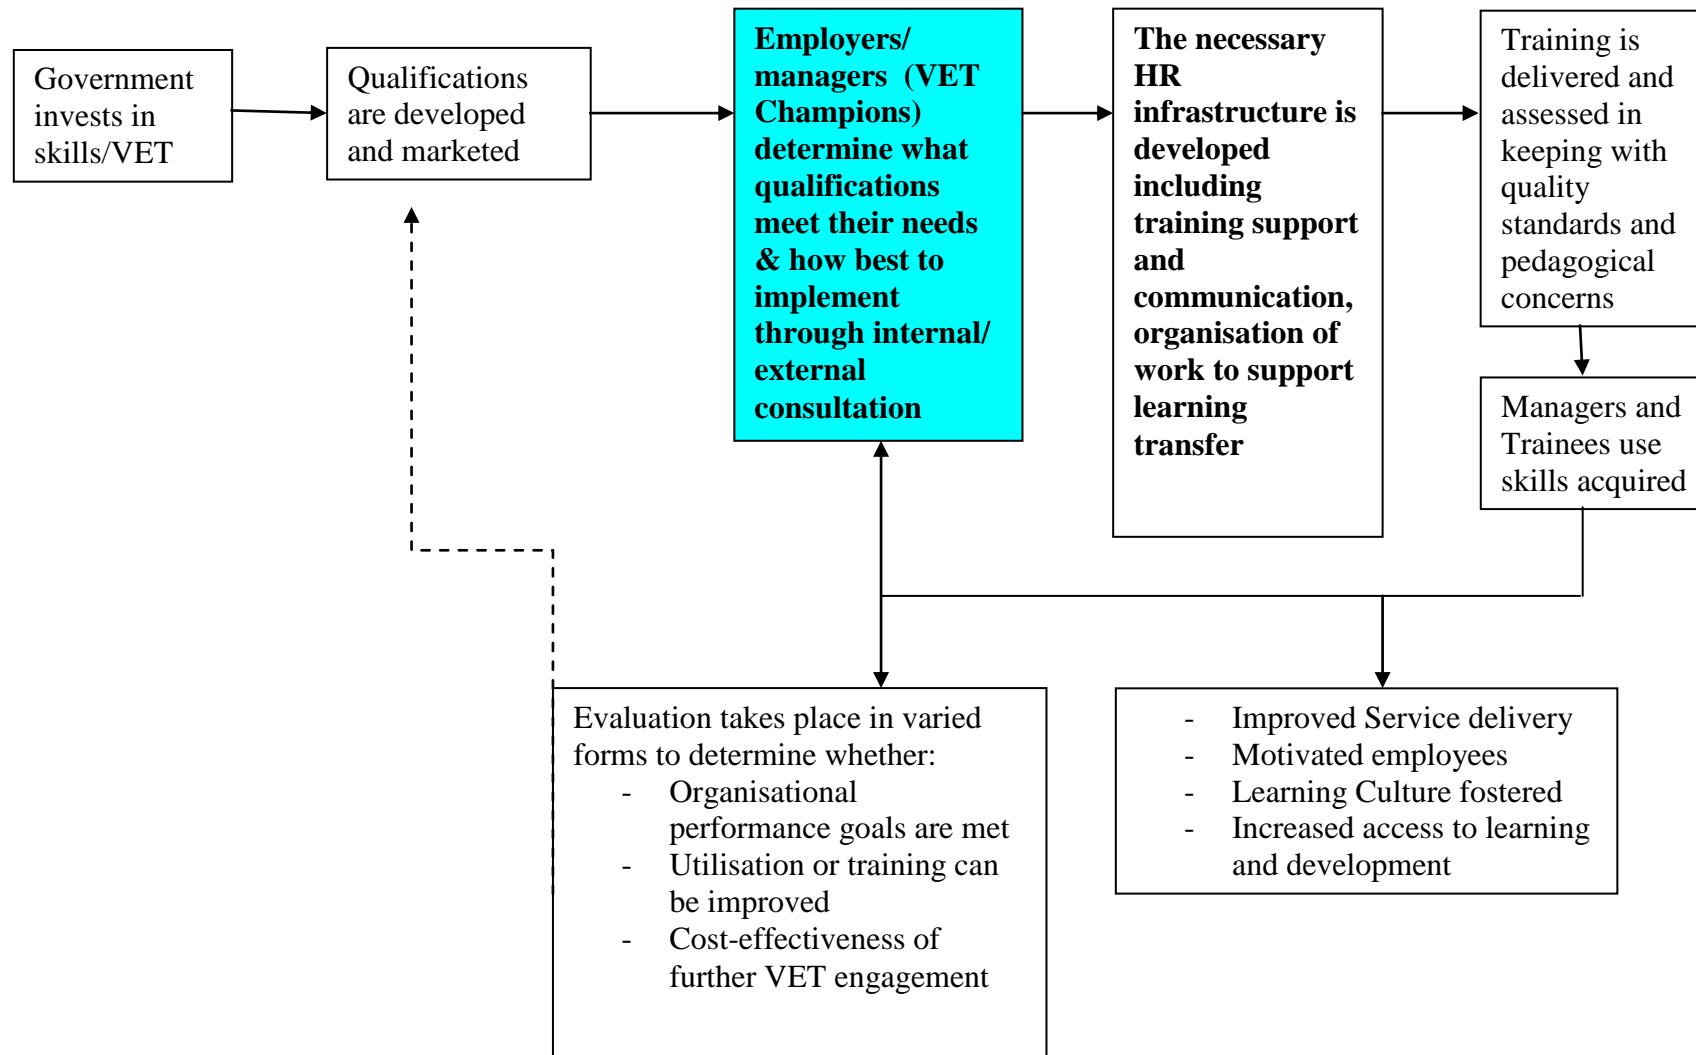 Government
invests in
skills/VET
Qualifications
are developed
and marketed
Employers/
managers  (VET
Champions)
determine what
qualifications
meet their needs
& how best to
implement
through internal/
external
consultation
The necessary
HR
infrastructure is
developed
including
training support
and
communication,
organisation of
work to support
learning
transfer
Training is
delivered and
assessed in
keeping with
quality
standards and
pedagogical
concerns
Managers and
Trainees use
skills acquired
Evaluation takes place in varied
forms to determine whether:
- Organisational
performance goals are met
- Utilisation or training can
be improved
- Cost-effectiveness of
further VET engagement
- Improved Service delivery
- Motivated employees
- Learning Culture fostered
- Increased access to learning
and development